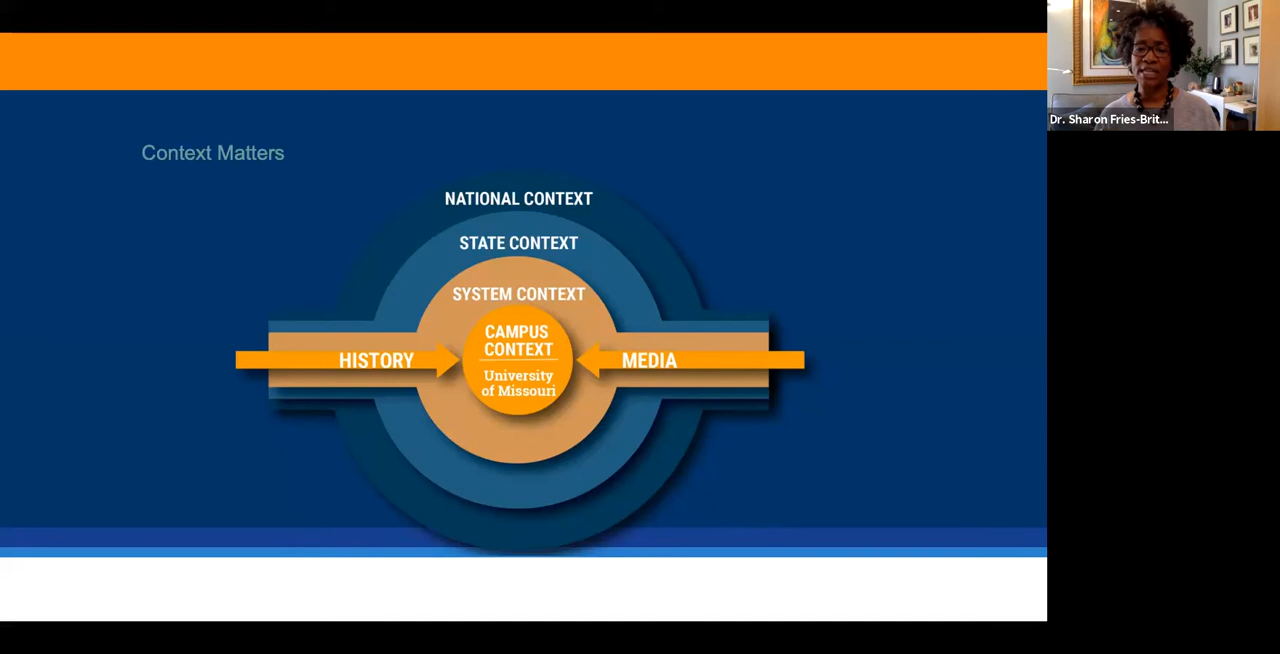 Context Matters
NATIONAL CONTEXT
STATE CONTEXT
SYSTEM CONTEXT
CAMPUS
CONTEXT
University
of Missouri
HISTORY
MEDIA
Dr. Sharon Fries-Brit...